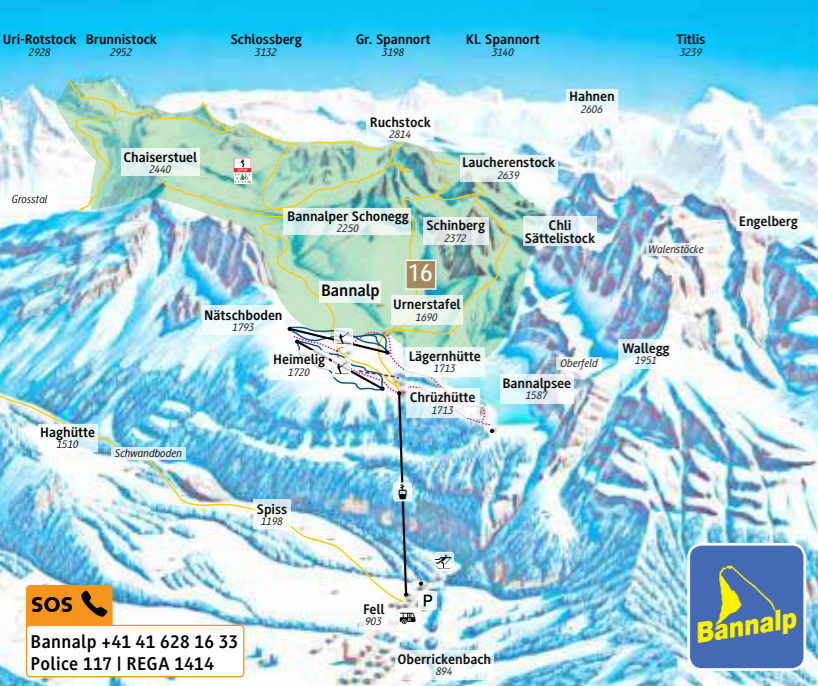 Uri-Rotstock
2928
Brunnistock
2952
Schlossberg
3132
Gr. Spannort
3198
Kl. Spannort
3140
Titlis
3239
Hahnen
2606
Ruchstock
2814
Chaiserstuel
2440
STOP
Laucherenstock
2639
Grosstal
Bannalper Schonegg
2250
Schinberg
2372
Chli
Sättelistock
Engelberg
Walenstöcke
16
Bannalp
Urnerstafel
1690
Nätschboden
1793
Heimelig
1720
Lägernhütte
1713
Oberfeld
Wallegg
1951
Bannalpsee
1587
Chrüzhütte
1713
Haghütte
1510
Schwandboden
Spiss
1198
P
Fell
903
Oberrickenbach
894
SOS
Bannalp +41 41 628 16 33
Police 117 | REGA 1414
Bannalp